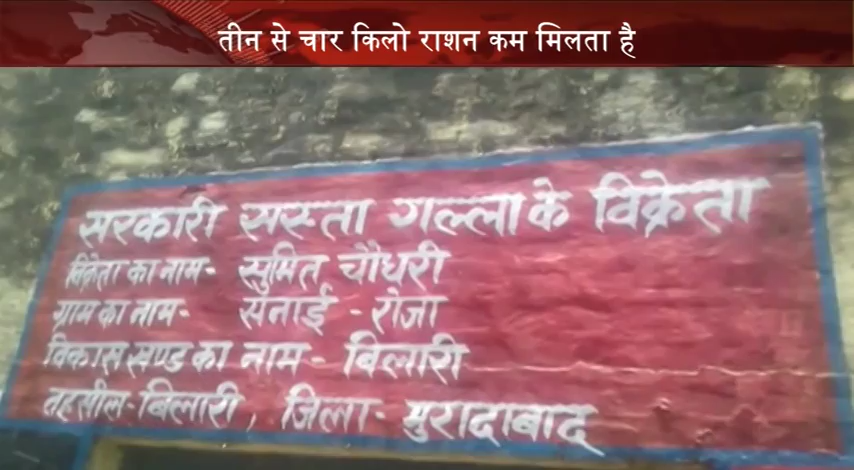 तीन से चार किलो राशन कम मिलता है
सरकारी सस्ता गल्ला के विक्रेता
विक्रेता का नाम- सुमित चौधरी
ग्राम का नाम- सनाई - रोजा
विकास खण्ड का नाम- बिलारी
तहसील-बिलारी, जिला- मुरादाबाद